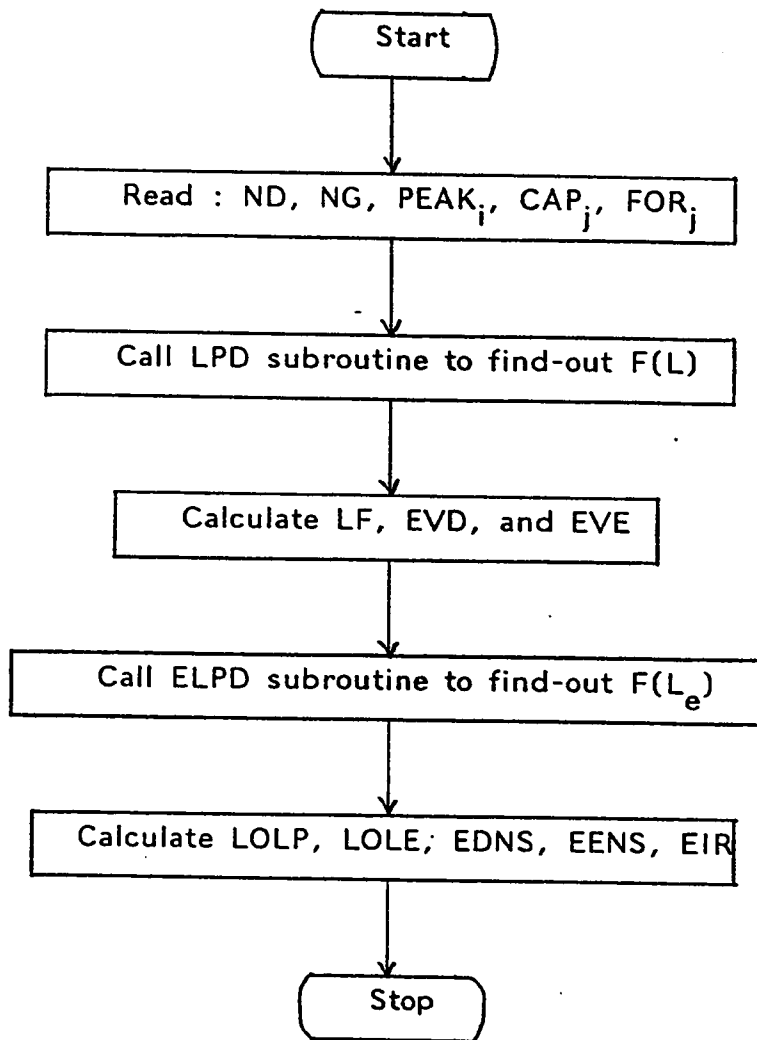 Start
Read : ND, NG, PEAK_i, CAP_j, FOR_j
Call LPD subroutine to find-out F(L)
Calculate LF, EVD, and EVE
Call ELPD subroutine to find-out F(L_e)
Calculate LOLP, LOLE, EDNS, EENS, EIR
Stop